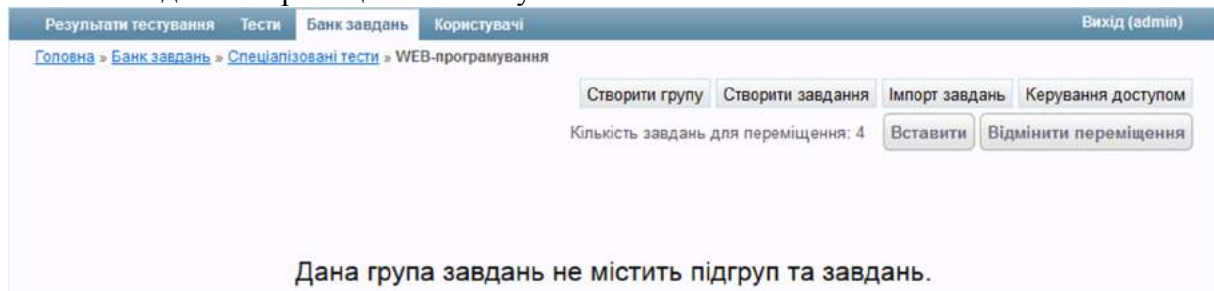 Результати тестування Тести Банк завдань Користувачі Вихід (admin)
Головна » Банк завдань » Спеціалізовані тести » WEB-програмування
Створити групу Створити завдання Імпорт завдань Керування доступом
Кількість завдань для переміщення: 4 Вставити Відмінити переміщення
Дана група завдань не містить підгруп та завдань.